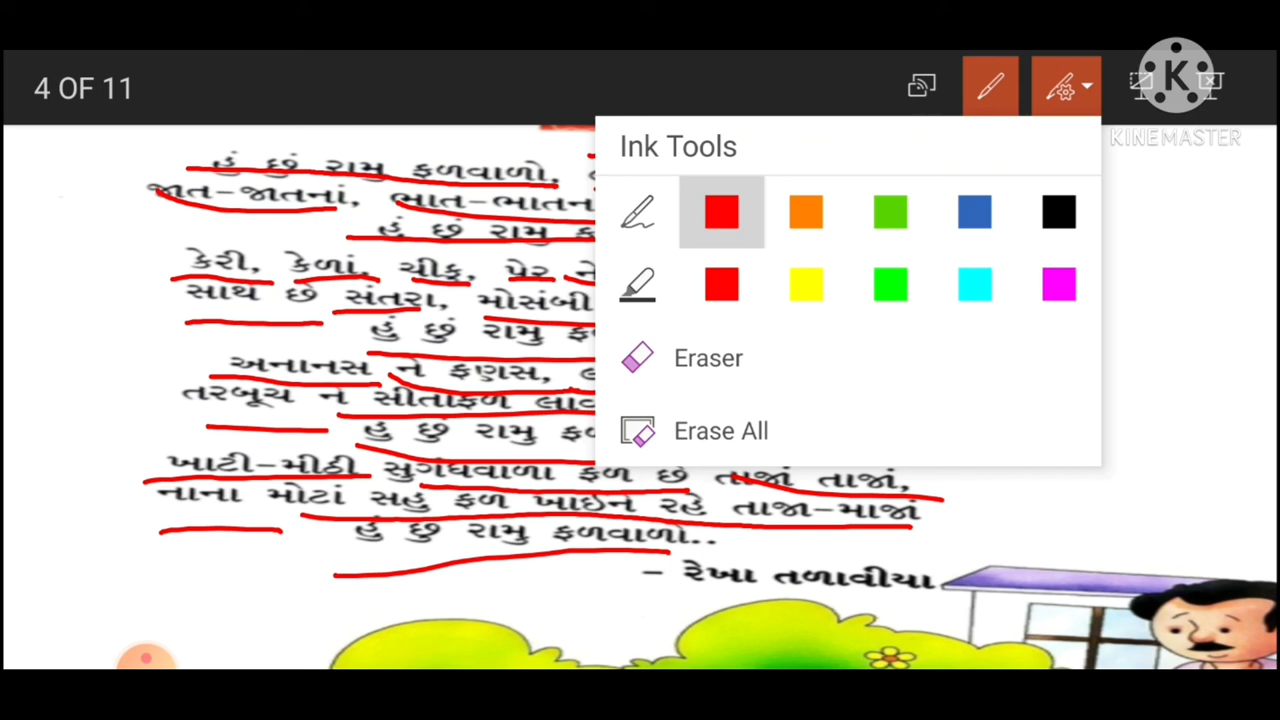 4 OF 11
KINEMASTER
Ink Tools
Eraser
Erase All
હું છું રામુ ફળવાળો,
જાત-જાતનાં, ભાત-ભાતના
હું છું રામુ
કેરી, કેળાં, ચીકુ, પેર ને
સાથ છે સંતરા, મોસંબી
હું છું રામુ
અનાનસ ને ફણસ,
તરબૂચ ને સીતાફળ લાવ
હું છું રામુ
ખાટી-મીઠી સુગંધવાળા ફળ છે તાજાં તાજાં,
નાના મોટાં સહુ ફળ ખાઇને રહે તાજા-માજાં
હું છું રામુ ફળવાળો..
- રેખા તળાવીયા